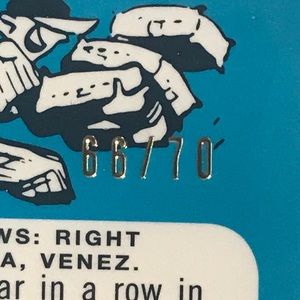 66/70
WS: RIGHT
A, VENEZ.
ar in a row in